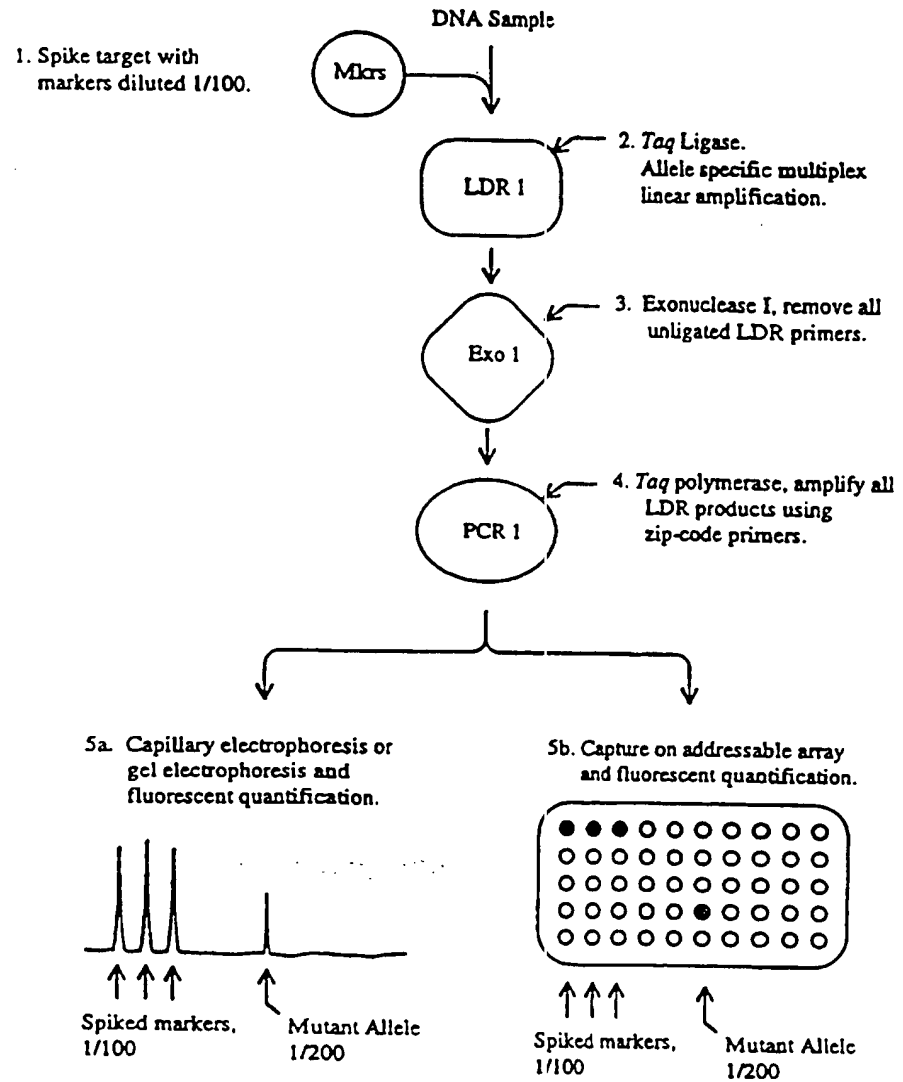 DNA Sample
1. Spike target with
markers diluted 1/100.
Mkrs
2. Taq Ligase.
Allele specific multiplex
linear amplification.
LDR 1
3. Exonuclease I, remove all
unligated LDR primers.
Exo 1
4. Taq polymerase, amplify all
LDR products using
zip-code primers.
PCR 1
5a. Capillary electrophoresis or
gel electrophoresis and
fluorescent quantification.
Spiked markers,
1/100
Mutant Allele
1/200
5b. Capture on addressable array
and fluorescent quantification.
Spiked markers,
1/100
Mutant Allele
1/200